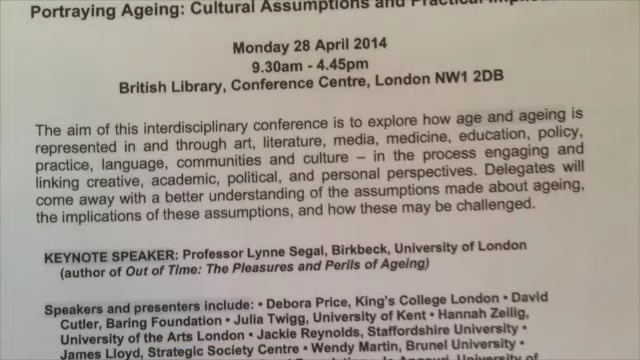 Portraying Ageing: Cultural Assumptions and Practical
Monday 28 April 2014
9.30am - 4.45pm
British Library, Conference Centre, London NW1 2DB
The aim of this interdisciplinary conference is to explore how age and ageing is
represented in and through art, literature, media, medicine, education, policy,
practice, language, communities and culture – in the process engaging and
linking creative, academic, political, and personal perspectives. Delegates will
come away with a better understanding of the assumptions made about ageing,
the implications of these assumptions, and how these may be challenged.
KEYNOTE SPEAKER: Professor Lynne Segal, Birkbeck, University of London
(author of Out of Time: The Pleasures and Perils of Ageing)
Speakers and presenters include: • Debora Price, King's College London • David
Cutler, Baring Foundation • Julia Twigg, University of Kent • Hannah Zeilig,
University of the Arts London • Jackie Reynolds, Staffordshire University •
James Lloyd, Strategic Society Centre • Wendy Martin, Brunel University •